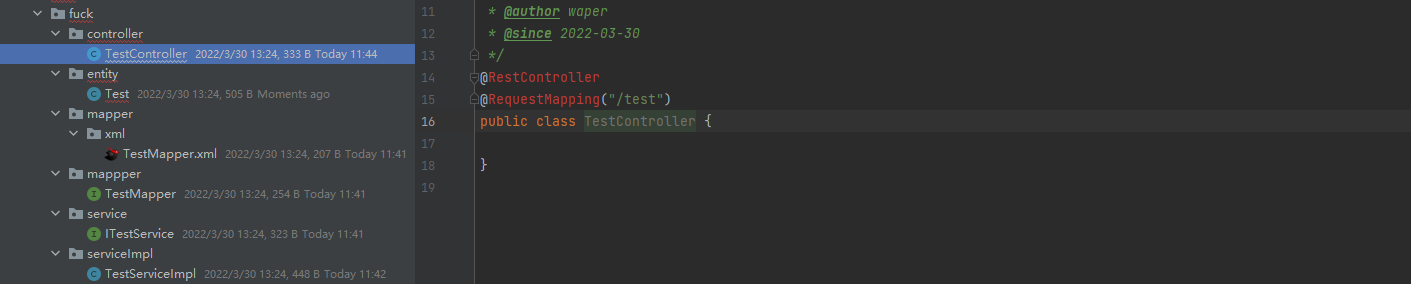 fuck
controller
TestController 2022/3/30 13:24, 333 B Today 11:44
entity
Test 2022/3/30 13:24, 505 B Moments ago
mapper
xml
TestMapper.xml 2022/3/30 13:24, 207 B Today 11:41
mappper
TestMapper 2022/3/30 13:24, 254 B Today 11:41
service
ITestService 2022/3/30 13:24, 323 B Today 11:41
serviceImpl
TestServiceImpl 2022/3/30 13:24, 448 B Today 11:42
11 * @author waper
12 * @since 2022-03-30
13 */
14 @RestController
15 @RequestMapping("/test")
16 public class TestController {
17
18 }
19